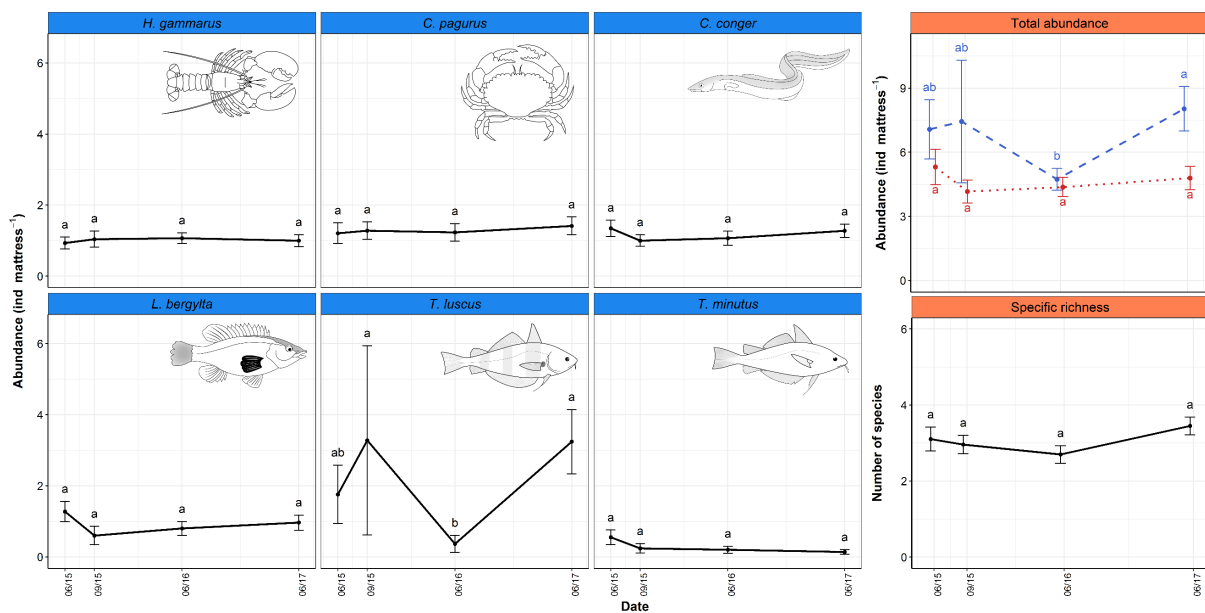 H. gammarus
C. pagurus
C. conger
Total abundance
Abundance (ind mattress⁻¹)
6
4
2
0
a
a
a
a
a
a
a
a
a
a
a
a
Abundance (ind mattress⁻¹)
9
6
3
0
ab
ab
b
a
a
a
a
a
L. bergylta
T. luscus
T. minutus
Specific richness
6
4
2
0
a
a
a
a
ab
a
b
a
a
a
a
a
Number of species
6
4
2
0
a
a
a
a
06/15
09/15
06/16
06/17
06/15
09/15
06/16
06/17
06/15
09/15
06/16
06/17
06/15
09/15
06/16
06/17
Date